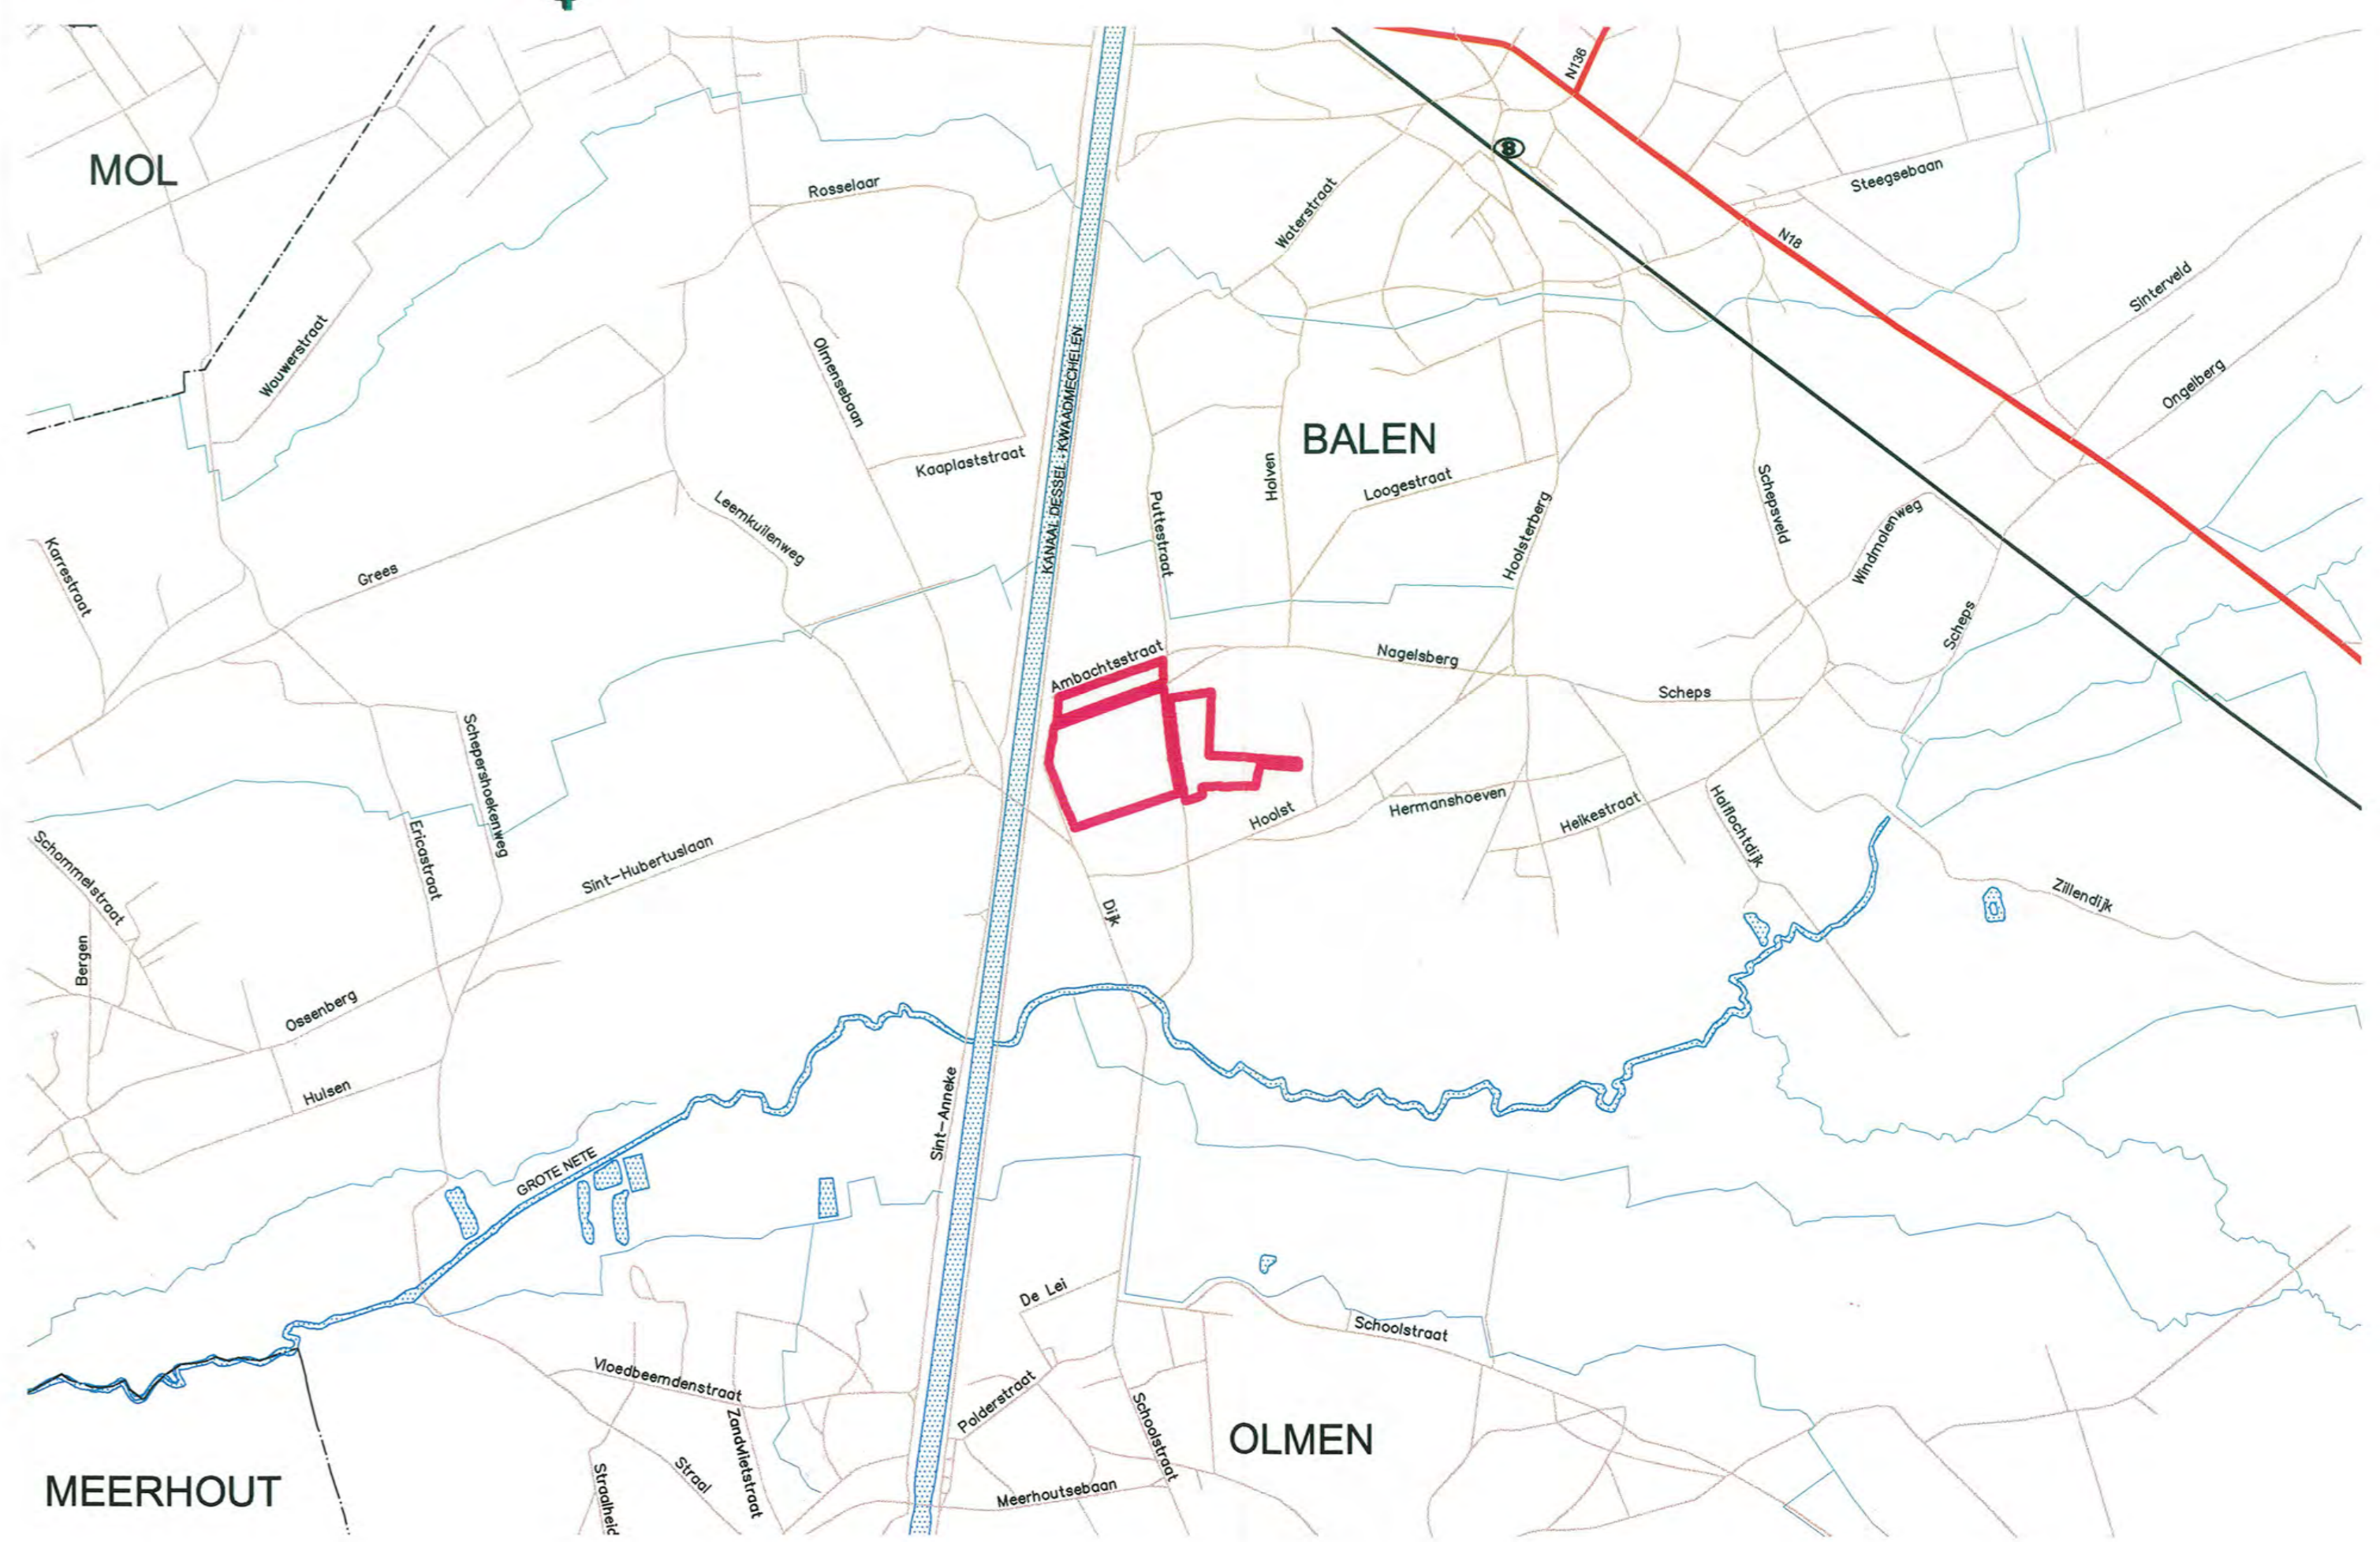 N136
MOL
8
Rosselaar
Steegsebaan
Waterstraat
N18
Sinterveld
Wouwerstraat
Olmensebaan
KANAAL DESSEL - KWAADMECHELEN
Ongelberg
BALEN
Kaaplaststraat
Holven
Loogestraat
Leemkuilenweg
Puttestraat
Hoolsterberg
Schepsveld
Windmolenweg
Karrestraat
Grees
Scheps
Ambachtsstraat
Nagelsberg
Scheps
Schepershoekenweg
Hoolst
Hermanshoeven
Heikestraat
Halflochtdijk
Schommelstraat
Ericastraat
Sint-Hubertuslaan
Dijk
Zillendijk
Bergen
Ossenberg
Hulsen
Sint-Anneke
GROTE NETE
De Lei
Schoolstraat
Vloedbeemdenstraat
Polderstraat
Schoolstraat
Zandvlietstraat
OLMEN
Straal
Straalheid
MEERHOUT
Meerhoutsebaan